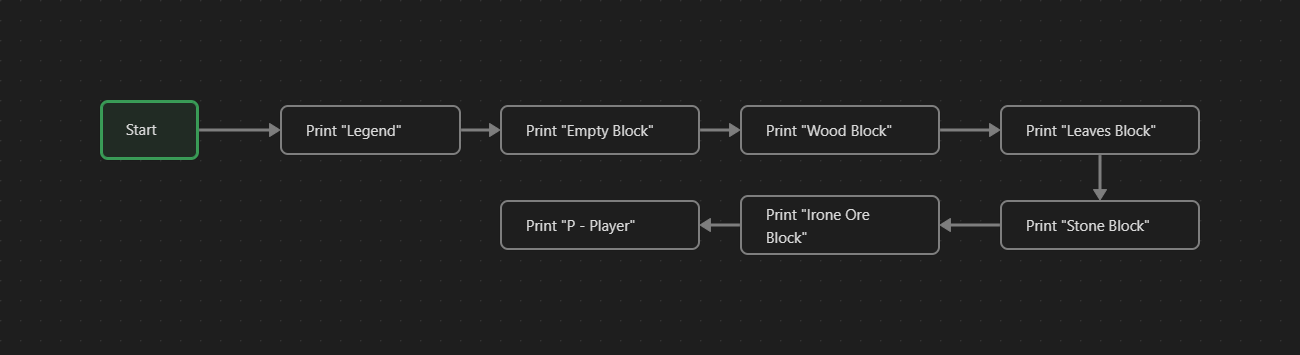 Start
Print "Legend"
Print "Empty Block"
Print "Wood Block"
Print "Leaves Block"
Print "Stone Block"
Print "Irone Ore
Block"
Print "P - Player"